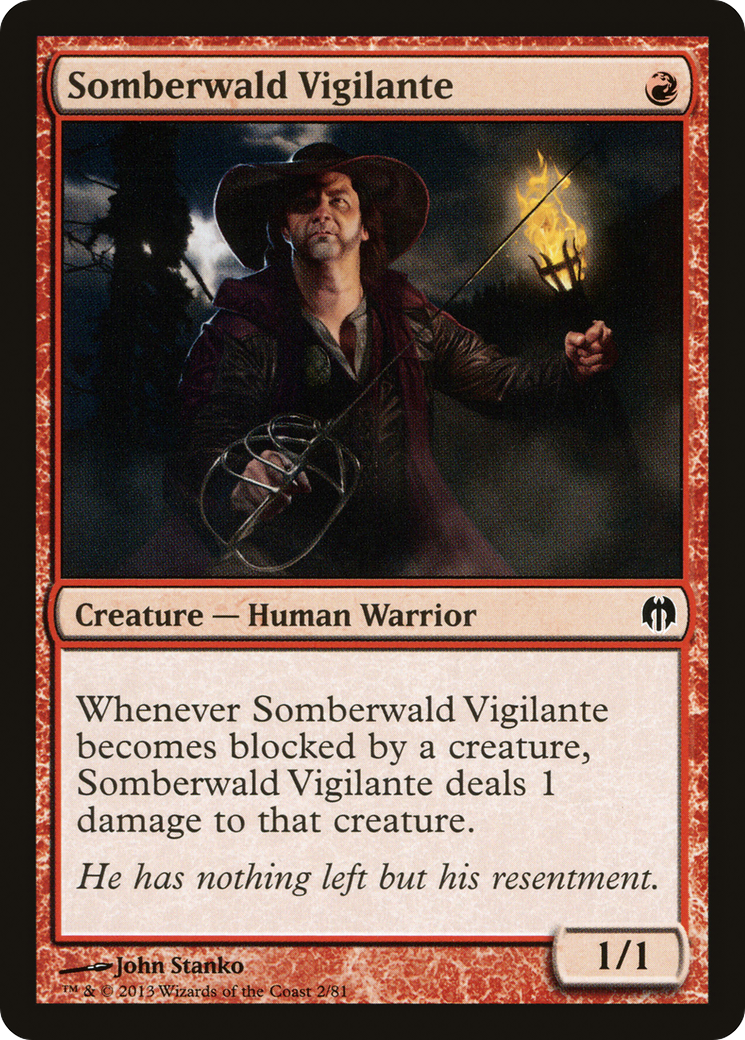 Somberwald Vigilante
Creature — Human Warrior
Whenever Somberwald Vigilante
becomes blocked by a creature,
Somberwald Vigilante deals 1
damage to that creature.
He has nothing left but his resentment.
1/1
John Stanko
™ & © 2013 Wizards of the Coast 2/81